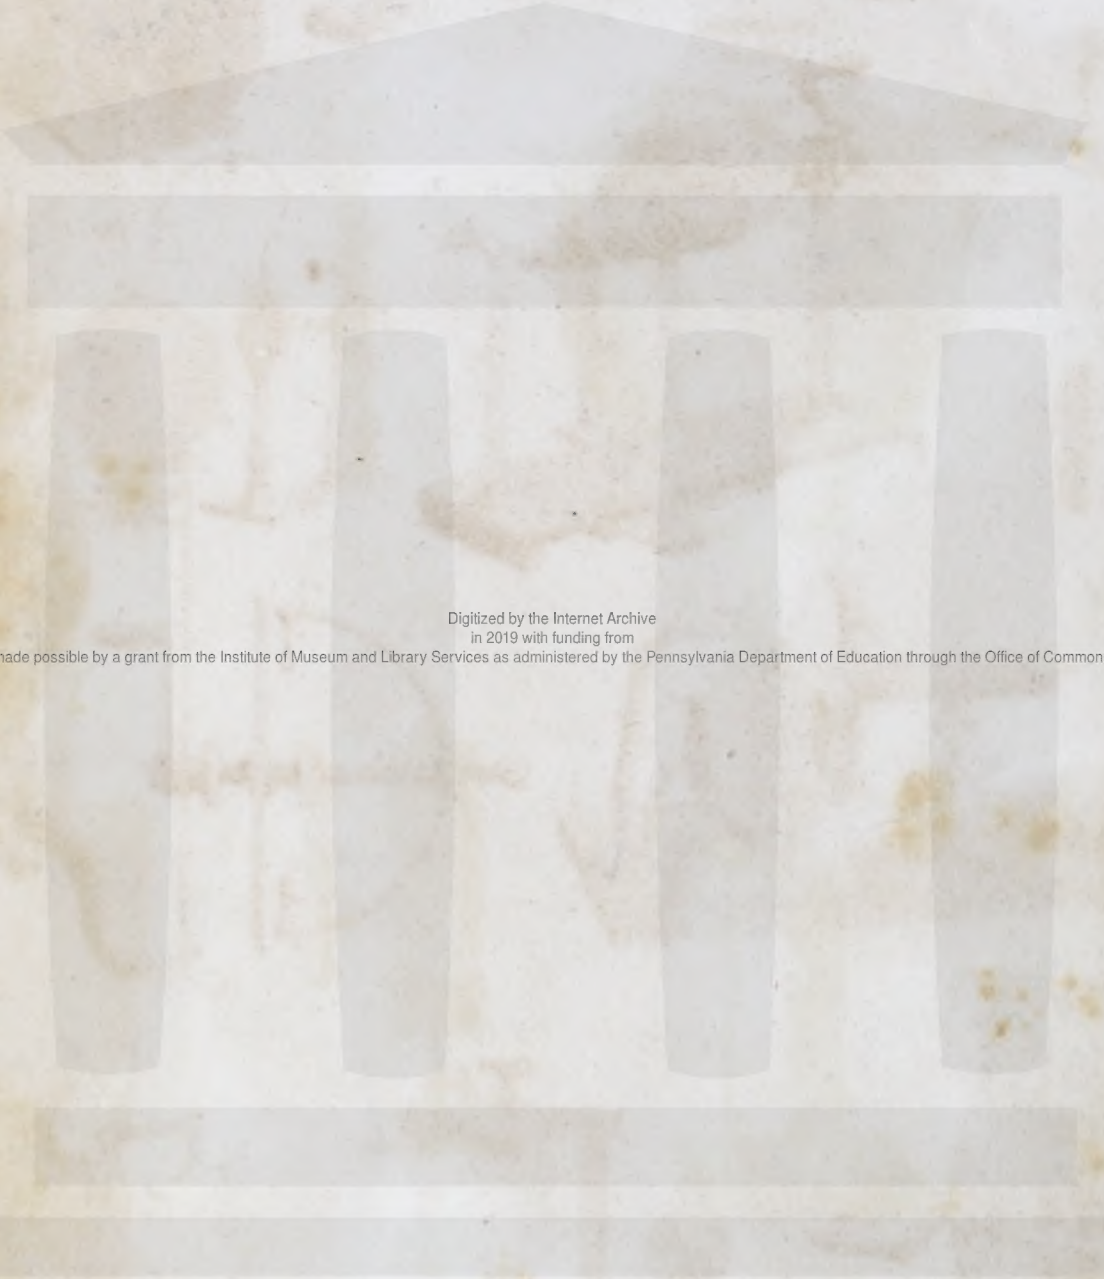 Digitized by the Internet Archive
in 2019 with funding from
made possible by a grant from the Institute of Museum and Library Services as administered by the Pennsylvania Department of Education through the Office of Common